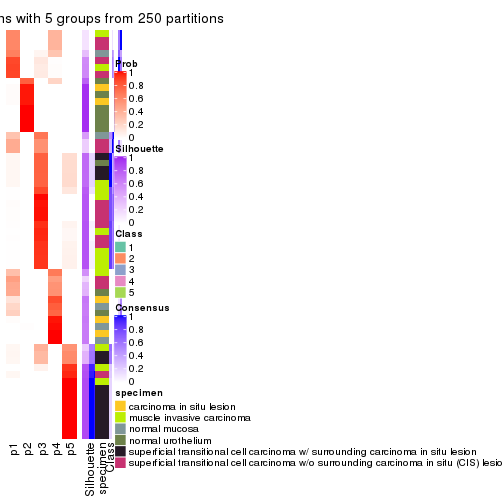 ns with 5 groups from 250 partitions
Prob
1
0.8
0.6
0.4
0.2
0
Silhouette
1
0.8
0.6
0.4
0.2
0
Class
1
2
3
4
5
Consensus
1
0.8
0.6
0.4
0.2
0
specimen
carcinoma in situ lesion
muscle invasive carcinoma
normal mucosa
normal urothelium
superficial transitional cell carcinoma w/ surrounding carcinoma in situ lesion
superficial transitional cell carcinoma w/o surrounding carcinoma in situ (CIS) lesio
p1
p2
p3
p4
p5
Silhouette
specimen
Class